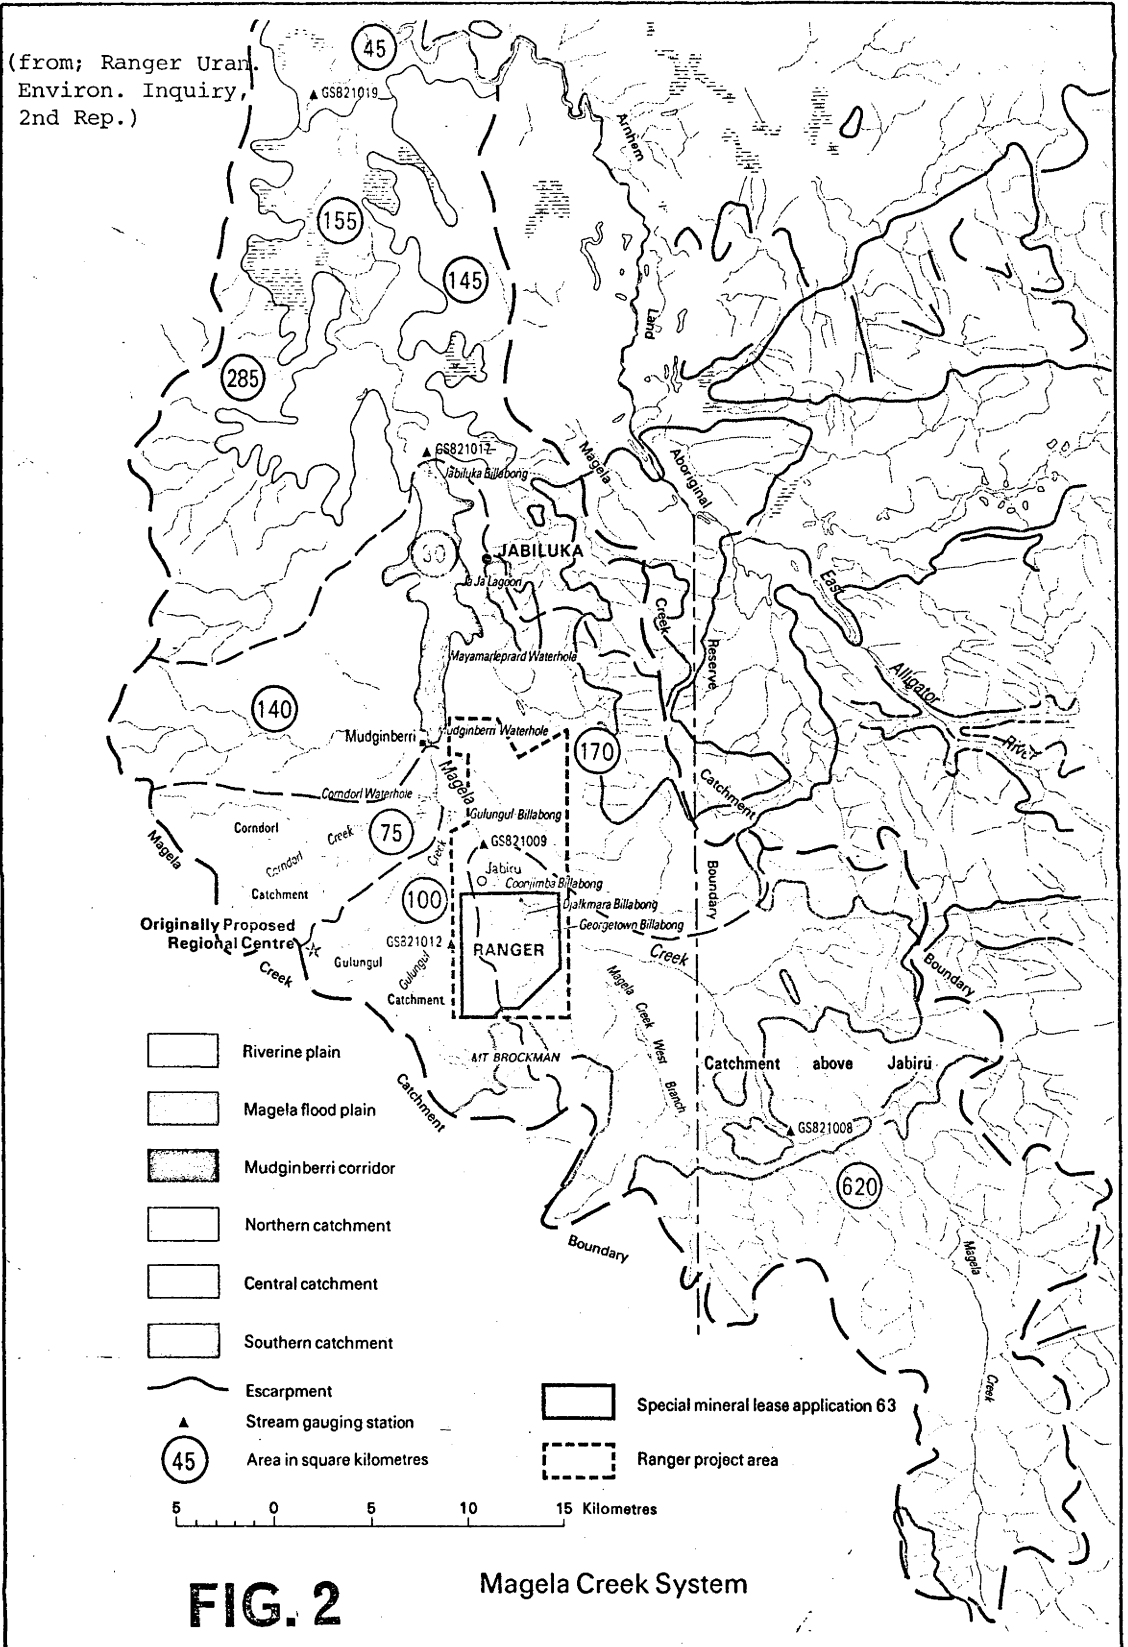 (from; Ranger Uran.
Environ. Inquiry,
2nd Rep.)
45
GS821019
Arnhem
155
145
Land
285
GS821017
Jabiluka Billabong
Magela
Aboriginal
30
JABILUKA
Ja Ja Lagoon
East
Creek
Mayamarleprard Waterhole
Reserve
Alligator
140
Mudginberri
Mudginberri Waterhole
170
River
Magela
Catchment
Corndorl Waterhole
Gulungul Billabong
Corndorl
Creek
75
GS821009
Magela
Creek
Corndorl
Jabiru
Coonjimba Billabong
Catchment
100
Boundary
Djalkmara Billabong
Originally Proposed
Regional Centre
Georgetown Billabong
GS821012
RANGER
Creek
Gulungul
Gulungul
Creek
Catchment
Boundary
Magela
Creek
West
Branch
Riverine plain
MT BROCKMAN
Catchment above Jabiru
Catchment
Magela flood plain
GS821008
Mudginberri corridor
620
Northern catchment
Boundary
Magela
Central catchment
Southern catchment
Escarpment
Creek
Special mineral lease application 63
Stream gauging station
45
Area in square kilometres
Ranger project area
5 0 5 10 15 Kilometres
FIG. 2
Magela Creek System